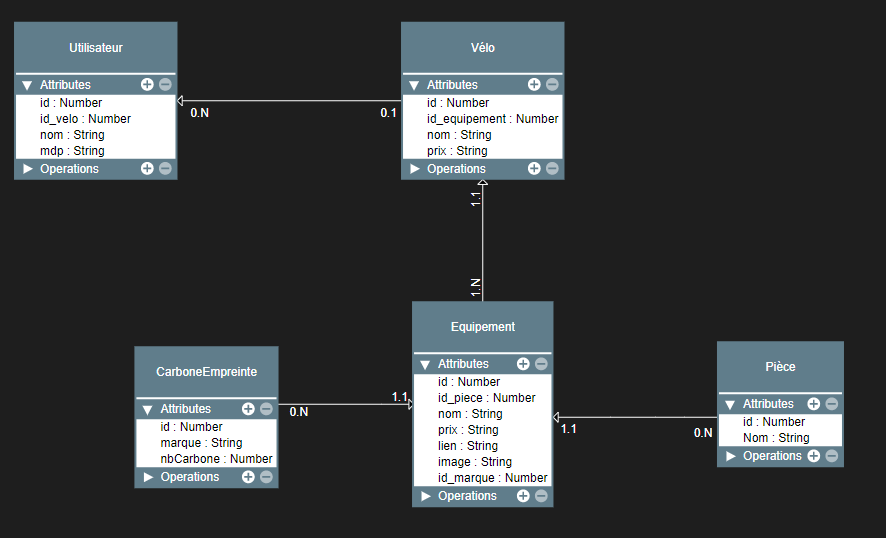 Utilisateur
Attributes
id : Number
id_velo : Number
nom : String
mdp : String
Operations
0.N
0.1
Vélo
Attributes
id : Number
id_equipement : Number
nom : String
prix : String
Operations
1.1
1.N
Equipement
Attributes
id : Number
id_piece : Number
nom : String
prix : String
lien : String
image : String
id_marque : Number
Operations
CarboneEmpreinte
Attributes
id : Number
marque : String
nbCarbone : Number
Operations
0.N
1.1
1.1
0.N
Pièce
Attributes
id : Number
Nom : String
Operations